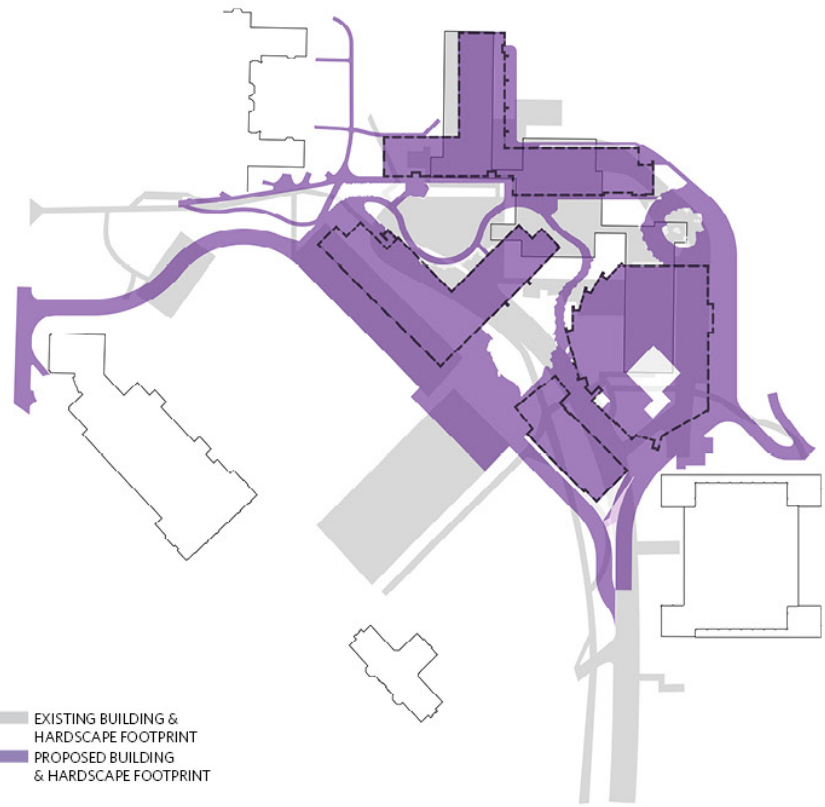 EXISTING BUILDING &
HARDSCAPE FOOTPRINT
PROPOSED BUILDING
& HARDSCAPE FOOTPRINT